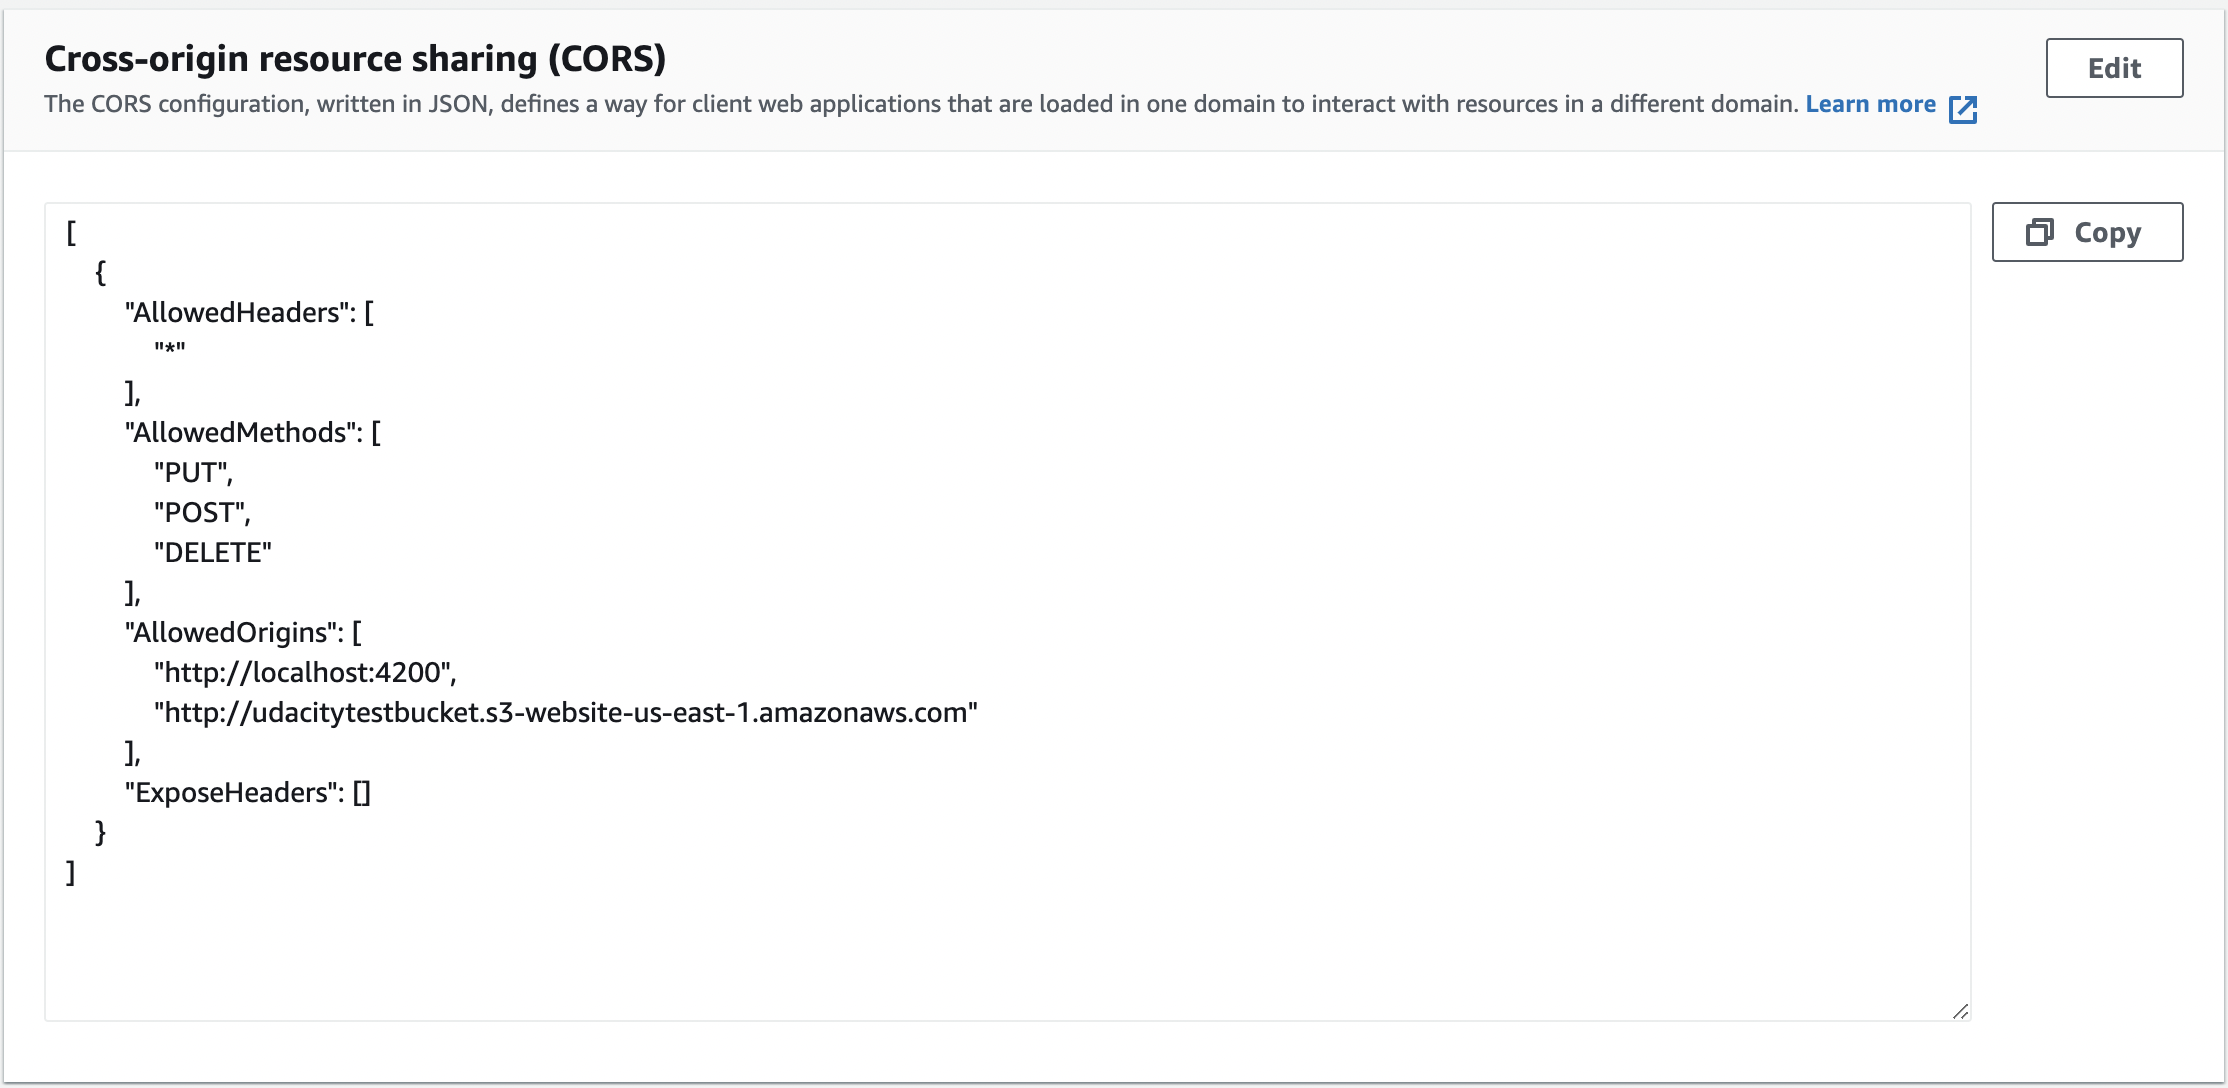 Cross-origin resource sharing (CORS)
Edit
The CORS configuration, written in JSON, defines a way for client web applications that are loaded in one domain to interact with resources in a different domain. Learn more
Copy
[
{
"AllowedHeaders": [
"*"
],
"AllowedMethods": [
"PUT",
"POST",
"DELETE"
],
"AllowedOrigins": [
"http://localhost:4200",
"http://udacitytestbucket.s3-website-us-east-1.amazonaws.com"
],
"ExposeHeaders": []
}
]